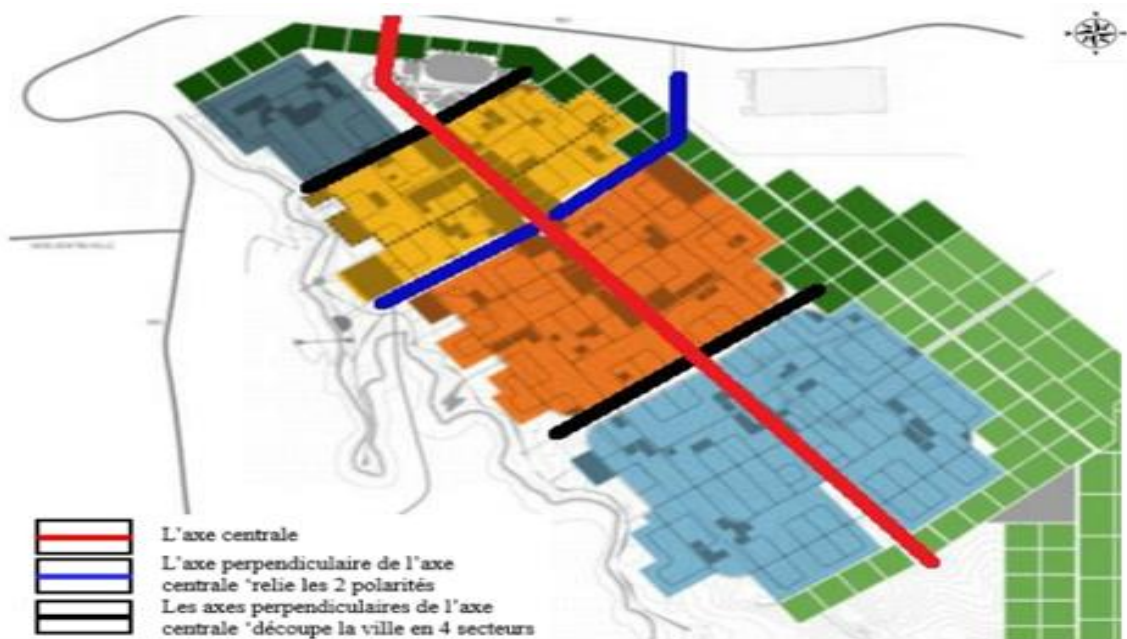 L'axe centrale
L'axe perpendiculaire de l'axe
centrale *relie les 2 polarités
Les axes perpendiculaires de l'axe
centrale *découpe la ville en 4 secteurs